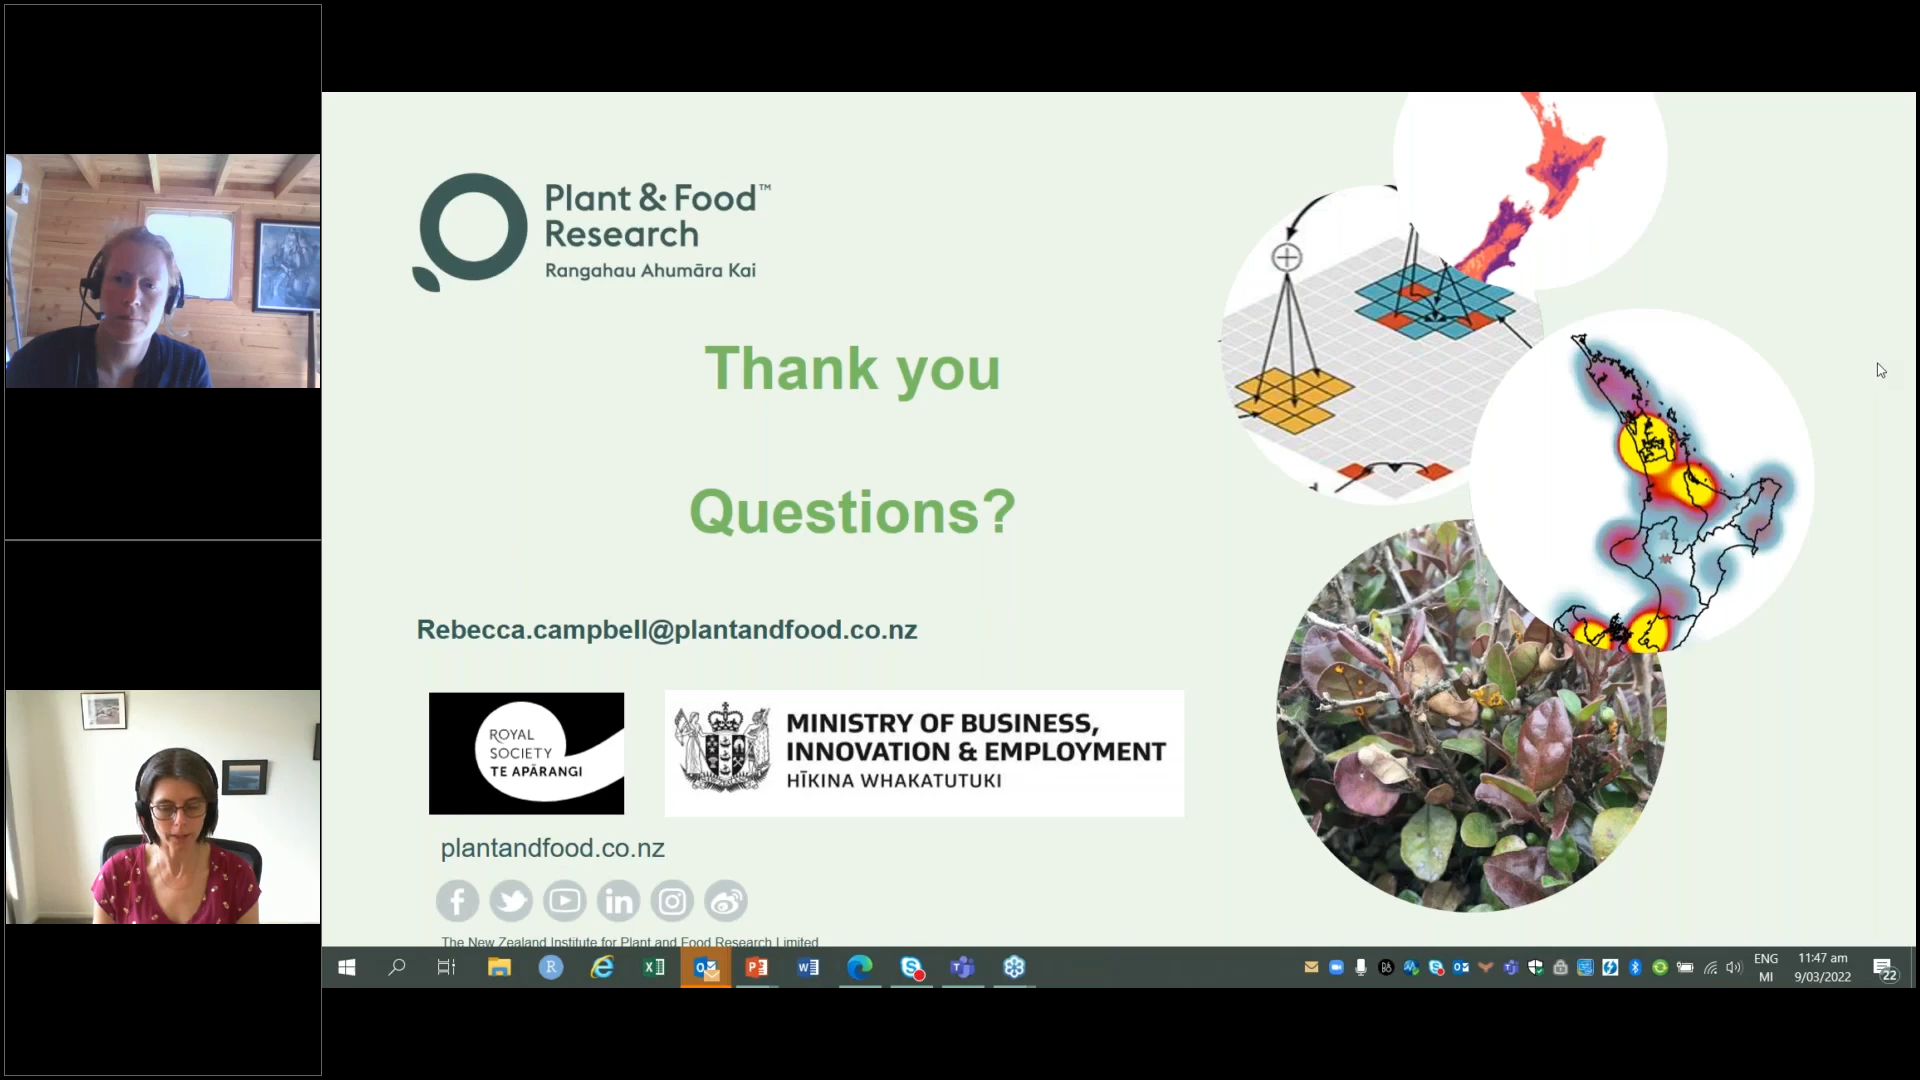 Plant & Food™
Research
Rangahau Ahumāra Kai
Thank you
Questions?
Rebecca.campbell@plantandfood.co.nz
ROYAL
SOCIETY
TE APĀRANGI
MINISTRY OF BUSINESS,
INNOVATION & EMPLOYMENT
HĪKINA WHAKATUTUKI
plantandfood.co.nz
The New Zealand Institute for Plant and Food Research Limited
ENG
MI
11:47 am
9/03/2022
22